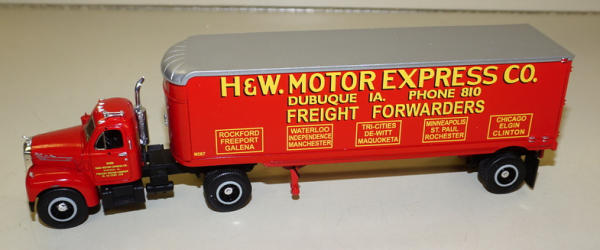 H & W. MOTOR EXPRESS CO.
DUBUQUE IA. PHONE 810
FREIGHT FORWARDERS
ROCKFORD
FREEPORT
GALENA
WATERLOO
INDEPENDENCE
MANCHESTER
TRI-CITIES
DE-WITT
MAQUOKETA
MINNEAPOLIS
ST. PAUL
ROCHESTER
CHICAGO
ELGIN
CLINTON